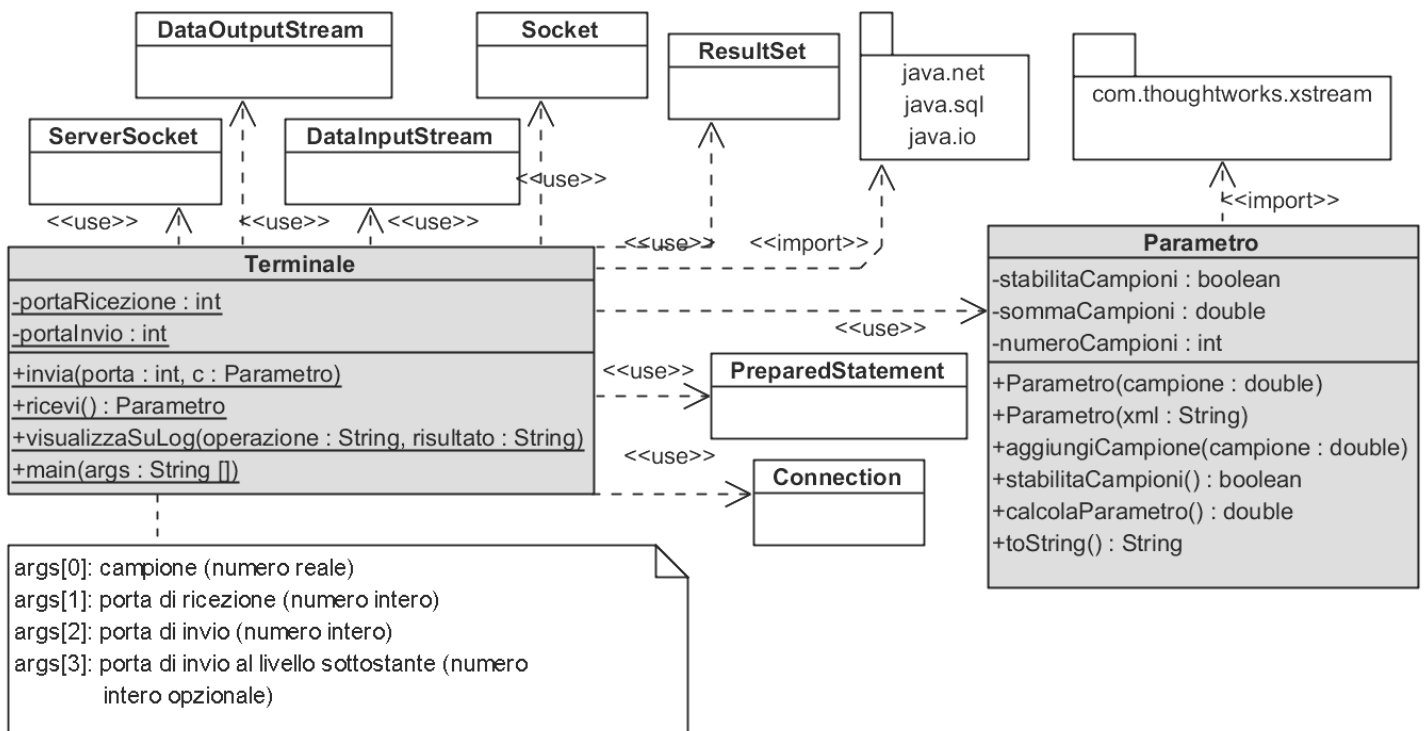 DataOutputStream
Socket
ResultSet
java.net
java.sql
java.io
com.thoughtworks.xstream
ServerSocket
DataInputStream
<<use>>
<<use>>
<<use>>
<<use>>
<<use>>
<<import>>
<<import>>
Terminale
-portaRicezione : int
-portaInvio : int
+invia(porta : int, c : Parametro)
+ricevi() : Parametro
+visualizzaSuLog(operazione : String, risultato : String)
+main(args : String [])
<<use>>
Parametro
-stabilitaCampioni : boolean
-sommaCampioni : double
-numeroCampioni : int
+Parametro(campione : double)
+Parametro(xml : String)
+aggiungiCampione(campione : double)
+stabilitaCampioni() : boolean
+calcolaParametro() : double
+toString() : String
<<use>>
PreparedStatement
<<use>>
Connection
args[0]: campione (numero reale)
args[1]: porta di ricezione (numero intero)
args[2]: porta di invio (numero intero)
args[3]: porta di invio al livello sottostante (numero
intero opzionale)